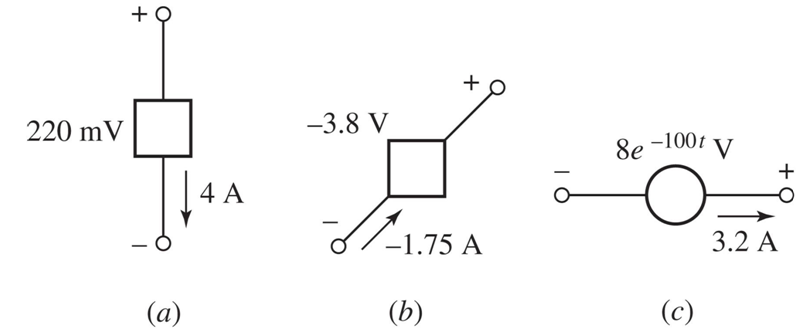 +
220 mV
4 A
–
(a)
+
–3.8 V
–
–1.75 A
(b)
8e –100t V
–
+
3.2 A
(c)